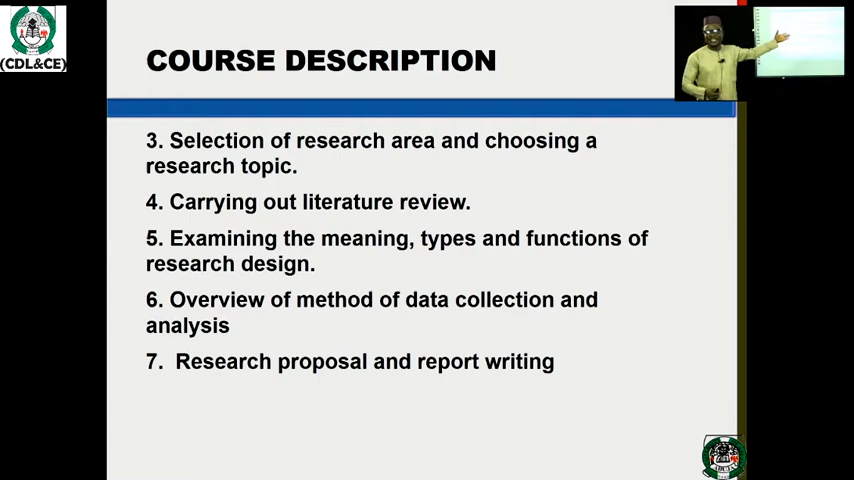 (CDL&CE)
COURSE DESCRIPTION
3. Selection of research area and choosing a
research topic.
4. Carrying out literature review.
5. Examining the meaning, types and functions of
research design.
6. Overview of method of data collection and
analysis
7.  Research proposal and report writing